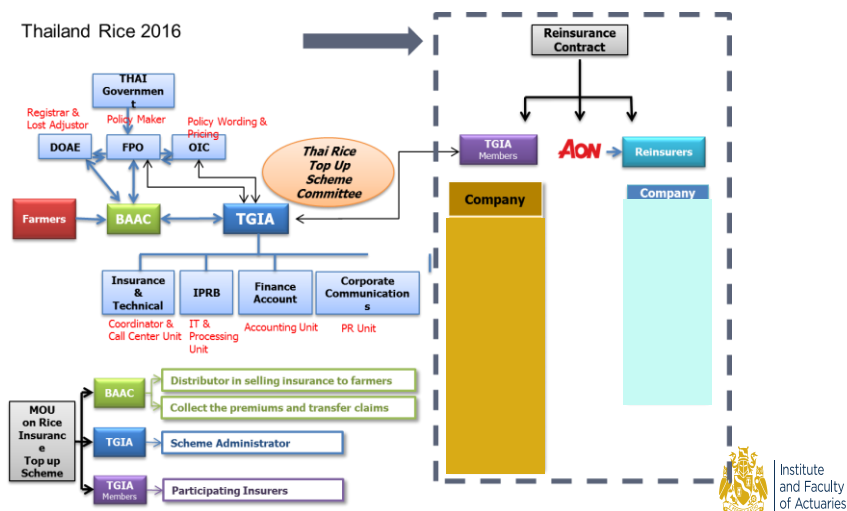 Thailand Rice 2016
THAI
Governmen
t
Registrar &
Lost Adjustor
Policy Maker
Policy Wording &
Pricing
DOAE
FPO
OIC
Thai Rice
Top Up
Scheme
Committee
Farmers
BAAC
TGIA
Insurance
&
Technical
IPRB
Finance
Account
Corporate
Communication
s
Coordinator &
Call Center Unit
IT &
Processing
Unit
Accounting Unit
PR Unit
MOU
on Rice
Insuranc
e
Top up
Scheme
BAAC
Distributor in selling insurance to farmers
Collect the premiums and transfer claims
TGIA
Scheme Administrator
TGIA
Members
Participating Insurers
Reinsurance
Contract
TGIA
Members
AON
Reinsurers
Company
Company
Institute
and Faculty
of Actuaries